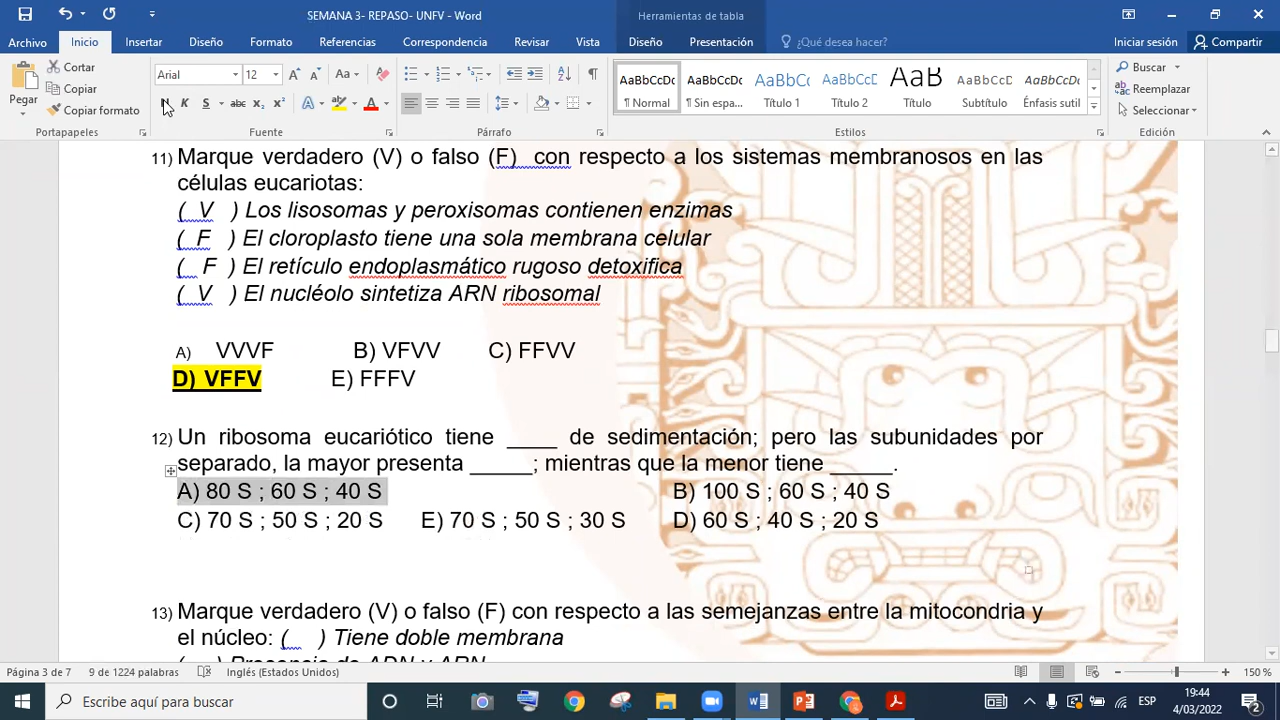 SEMANA 3- REPASO- UNFV - Word
Herramientas de tabla
Archivo Inicio Insertar Diseño Formato Referencias Correspondencia Revisar Vista Diseño Presentación ¿Qué desea hacer? Iniciar sesión Compartir
Pegar
Cortar
Copiar
Copiar formato
Arial 12
AaBbCcDc AaBbCcDc AaBbCc AaBbCcD AaB AaBbCcD AaBbCcDc
¶ Normal ¶ Sin espa... Título 1 Título 2 Título Subtítulo Énfasis sutil
Buscar
Reemplazar
Seleccionar
Portapapeles Fuente Párrafo Estilos Edición
11) Marque verdadero (V) o falso (F) con respecto a los sistemas membranosos en las
células eucariotas:
( V ) Los lisosomas y peroxisomas contienen enzimas
( F ) El cloroplasto tiene una sola membrana celular
( F ) El retículo endoplasmático rugoso detoxifica
( V ) El nucléolo sintetiza ARN ribosomal
A) VVVF B) VFVV C) FFVV
D) VFFV E) FFFV
12) Un ribosoma eucariótico tiene ____ de sedimentación; pero las subunidades por
separado, la mayor presenta _____; mientras que la menor tiene _____.
A) 80 S ; 60 S ; 40 S B) 100 S ; 60 S ; 40 S
C) 70 S ; 50 S ; 20 S E) 70 S ; 50 S ; 30 S D) 60 S ; 40 S ; 20 S
13) Marque verdadero (V) o falso (F) con respecto a las semejanzas entre la mitocondria y
el núcleo: ( ) Tiene doble membrana
Página 3 de 7 9 de 1224 palabras Inglés (Estados Unidos) 150 %
Escribe aquí para buscar
ESP
19:44
4/03/2022